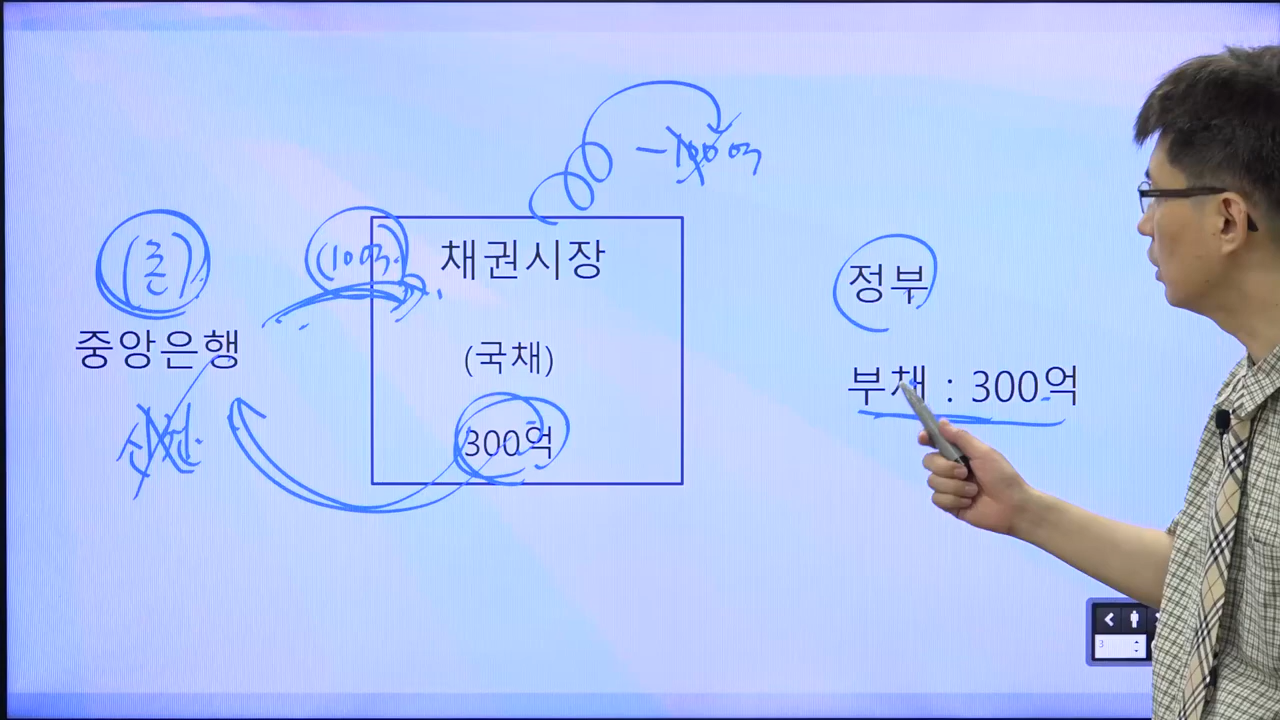 -100억
(돈)
(100억)
채권시장
정부
중앙은행
(국채)
부채 : 300억
300억
3